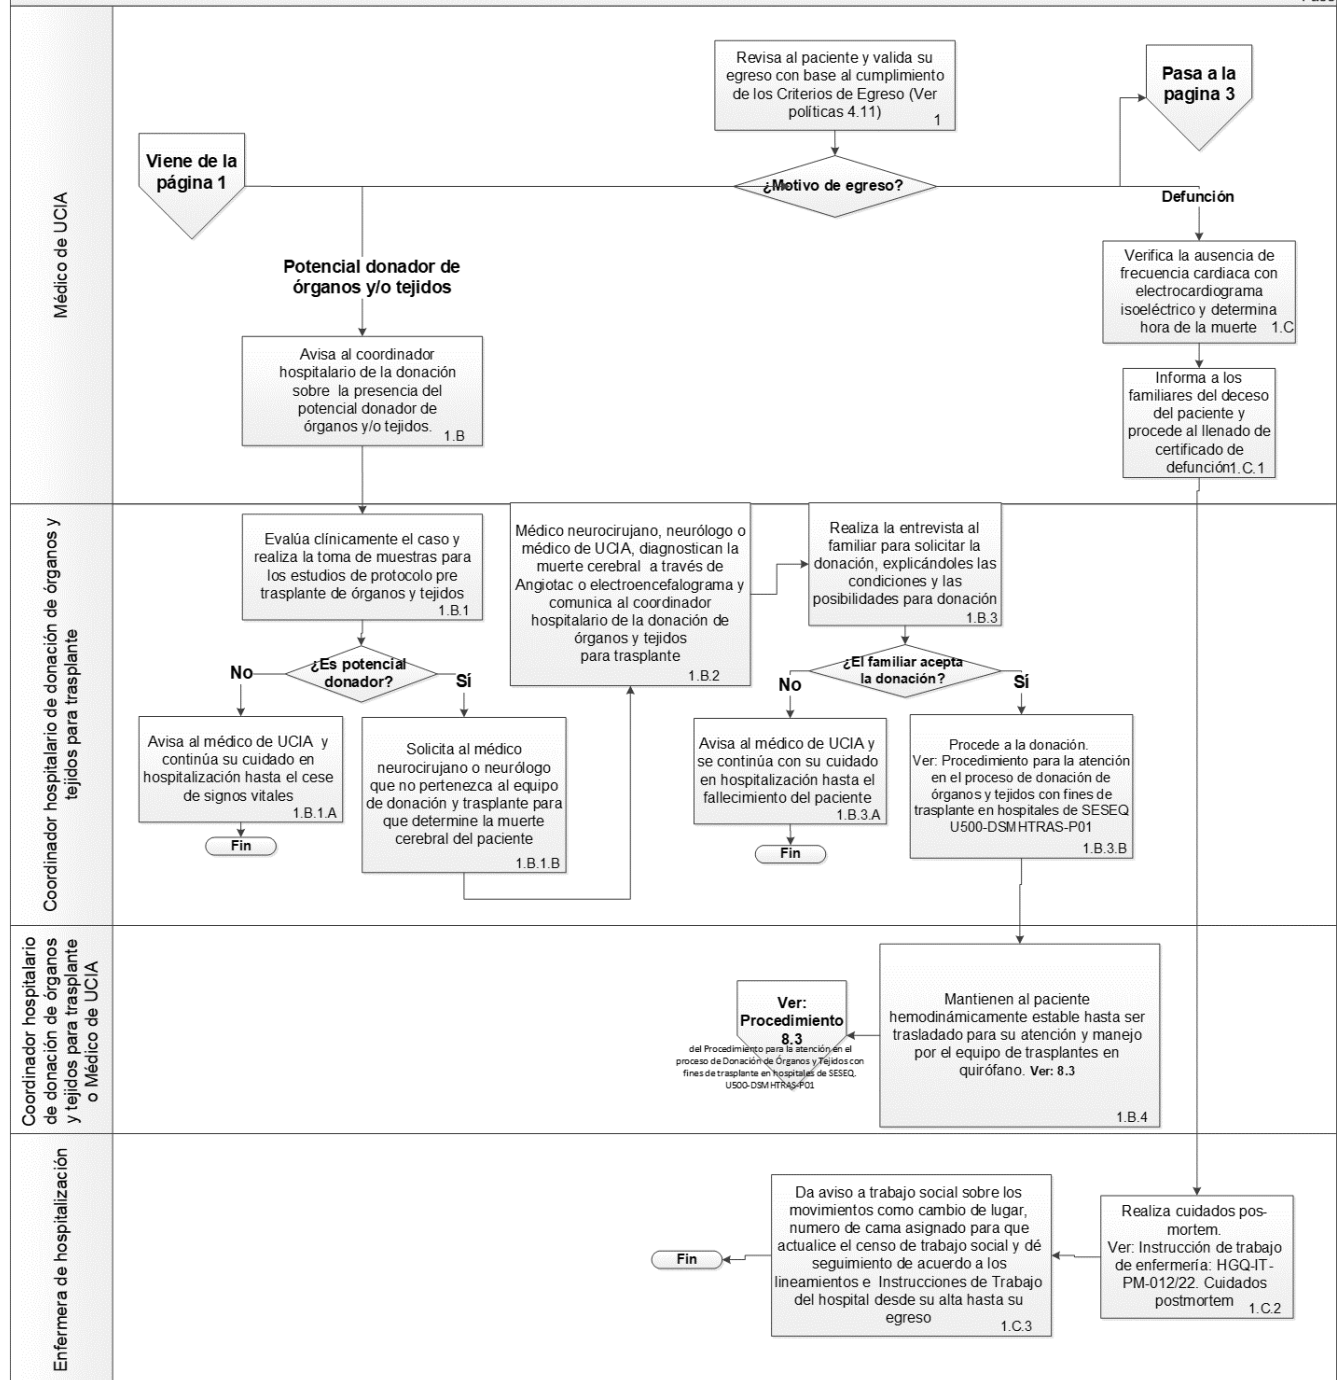 Médico de UCIA
Revisa al paciente y valida su
egreso con base al cumplimiento
de los Criterios de Egreso (Ver
políticas 4.11)
1
Pasa a la
pagina 3
Viene de la
página 1
¿Motivo de egreso?
Defunción
Potencial donador de
órganos y/o tejidos
Verifica la ausencia de
frecuencia cardiaca con
electrocardiograma
isoeléctrico y determina
hora de la muerte
1.C
Avisa al coordinador
hospitalario de la donación
sobre la presencia del
potencial donador de
órganos y/o tejidos.
1.B
Informa a los
familiares del deceso
del paciente y
procede al llenado de
certificado de
defunción
1.C.1
Coordinador hospitalario de donación de órganos y
tejidos para trasplante
Evalúa clínicamente el caso y
realiza la toma de muestras para
los estudios de protocolo pre
trasplante de órganos y tejidos
1.B.1
¿Es potencial
donador?
No
Sí
Avisa al médico de UCIA y
continúa su cuidado en
hospitalización hasta el cese
de signos vitales
1.B.1.A
Fin
Solicita al médico
neurocirujano o neurólogo
que no pertenezca al equipo
de donación y trasplante para
que determine la muerte
cerebral del paciente
1.B.1.B
Médico neurocirujano, neurólogo o
médico de UCIA, diagnostican la
muerte cerebral a través de
Angiotac o electroencefalograma y
comunica al coordinador
hospitalario de la donación de
órganos y tejidos
para trasplante
1.B.2
Realiza la entrevista al
familiar para solicitar la
donación, explicándoles las
condiciones y las
posibilidades para donación
1.B.3
¿El familiar acepta
la donación?
No
Sí
Avisa al médico de UCIA y
se continúa con su cuidado
en hospitalización hasta el
fallecimiento del paciente
1.B.3.A
Fin
Procede a la donación.
Ver: Procedimiento para la atención
en el proceso de donación de
órganos y tejidos con fines de
trasplante en hospitales de SESEQ
U500-DSMHTRAS-P01
1.B.3.B
Coordinador hospitalario
de donación de órganos
y tejidos para trasplante
o Médico de UCIA
Ver:
Procedimiento
8.3
del Procedimiento para la atención en el
proceso de Donación de Órganos y Tejidos con
fines de trasplante en hospitales de SESEQ.
U500-DSMHTRAS-P01
Mantienen al paciente
hemodinámicamente estable hasta ser
trasladado para su atención y manejo
por el equipo de trasplantes en
quirófano. Ver: 8.3
1.B.4
Enfermera de hospitalización
Da aviso a trabajo social sobre los
movimientos como cambio de lugar,
numero de cama asignado para que
actualice el censo de trabajo social y dé
seguimiento de acuerdo a los
lineamientos e Instrucciones de Trabajo
del hospital desde su alta hasta su
egreso
1.C.3
Fin
Realiza cuidados pos-
mortem.
Ver: Instrucción de trabajo
de enfermería: HGQ-IT-
PM-012/22. Cuidados
postmortem
1.C.2